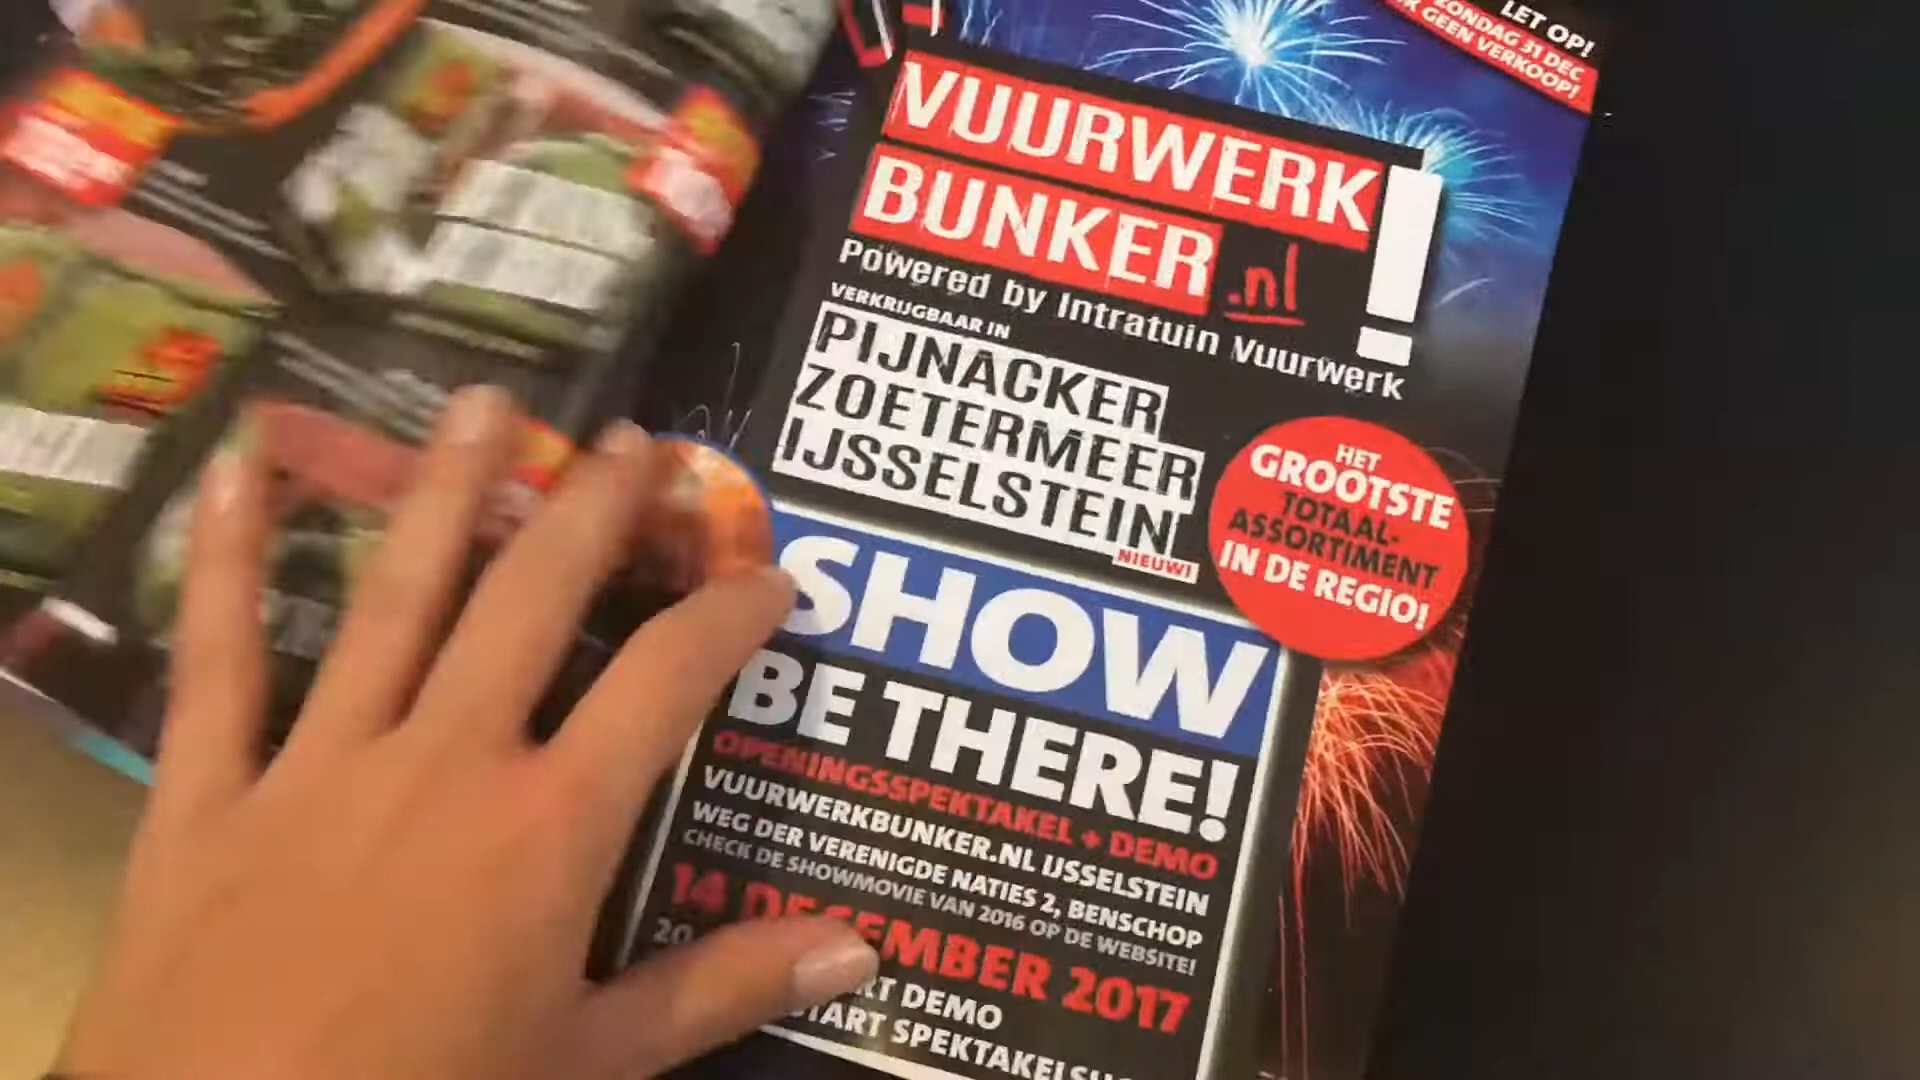 LET OP!
ZONDAG 31 DEC
GEEN VERKOOP!
VUURWERK
BUNKER.nl!
Powered by Intratuin Vuurwerk
VERKRIJGBAAR IN
PIJNACKER
ZOETERMEER
IJSSELSTEIN
NIEUW!
HET
GROOTSTE
TOTAAL-
ASSORTIMENT
IN DE REGIO!
SHOW
BE THERE!
OPENINGSSPEKTAKEL + DEMO
VUURWERKBUNKER.NL IJSSELSTEIN
WEG DER VERENIGDE NATIES 2, BENSCHOP
CHECK DE SHOWMOVIE VAN 2016 OP DE WEBSITE!
14 DECEMBER 2017
DEMO
START